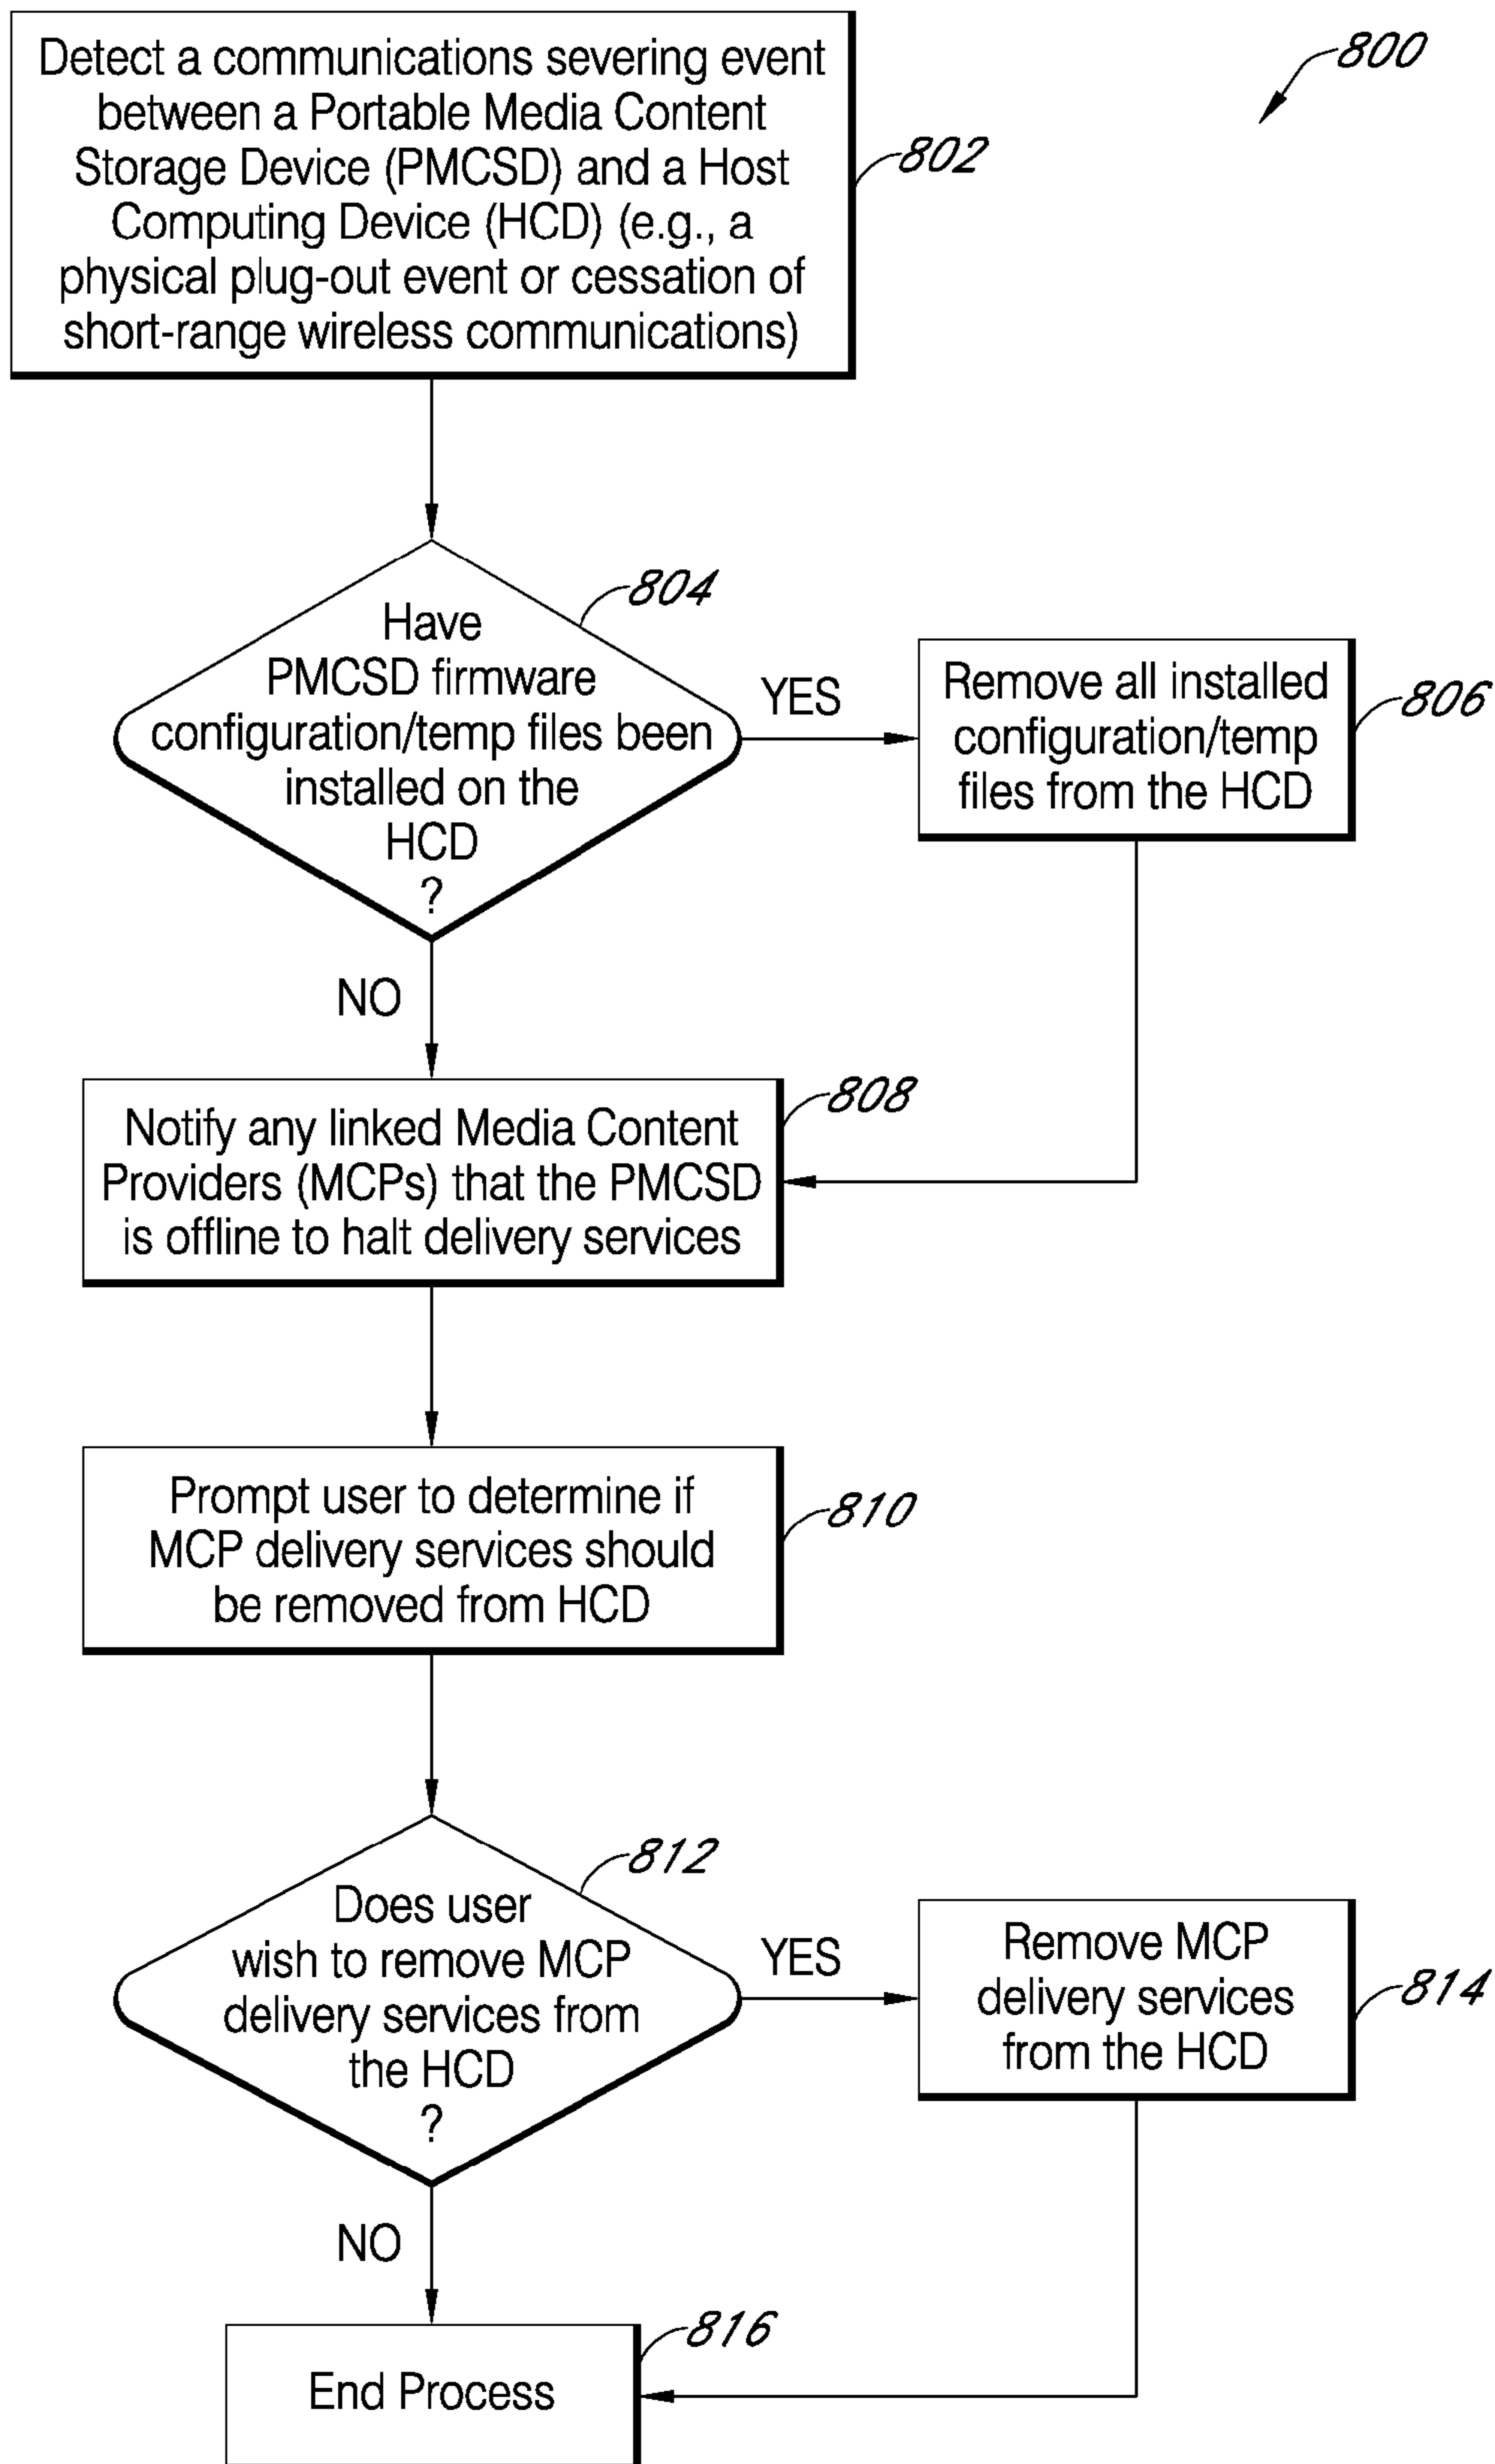 800
Detect a communications severing event
between a Portable Media Content
Storage Device (PMCSD) and a Host
Computing Device (HCD) (e.g., a
physical plug-out event or cessation of
short-range wireless communications)
802
Have
PMCSD firmware
configuration/temp files been
installed on the
HCD
?
804
YES
Remove all installed
configuration/temp
files from the HCD
806
NO
Notify any linked Media Content
Providers (MCPs) that the PMCSD
is offline to halt delivery services
808
Prompt user to determine if
MCP delivery services should
be removed from HCD
810
Does user
wish to remove MCP
delivery services from
the HCD
?
812
YES
Remove MCP
delivery services
from the HCD
814
NO
End Process
816